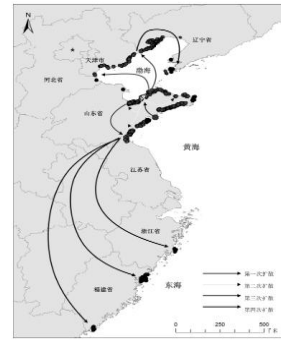 N
辽宁省
天津市
渤海
河北省
山东省
黄海
江苏省
浙江省
福建省
东海
第一次扩散
第二次扩散
第三次扩散
第四次扩散
0 250 500